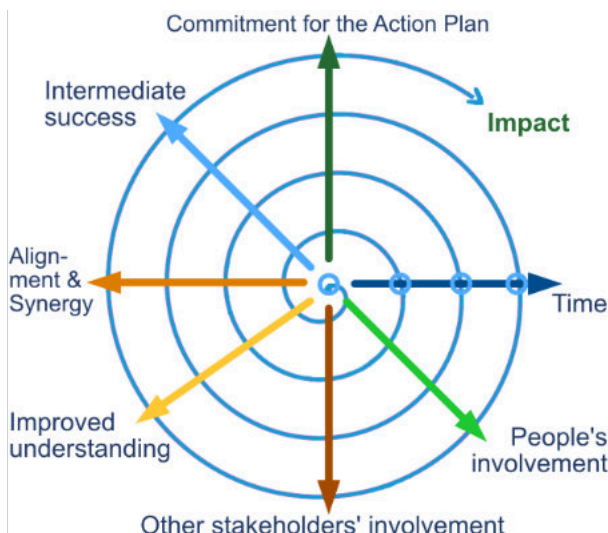 Commitment for the Action Plan
Intermediate
success
Impact
Align-
ment &
Synergy
Time
Improved
understanding
People's
involvement
Other stakeholders' involvement